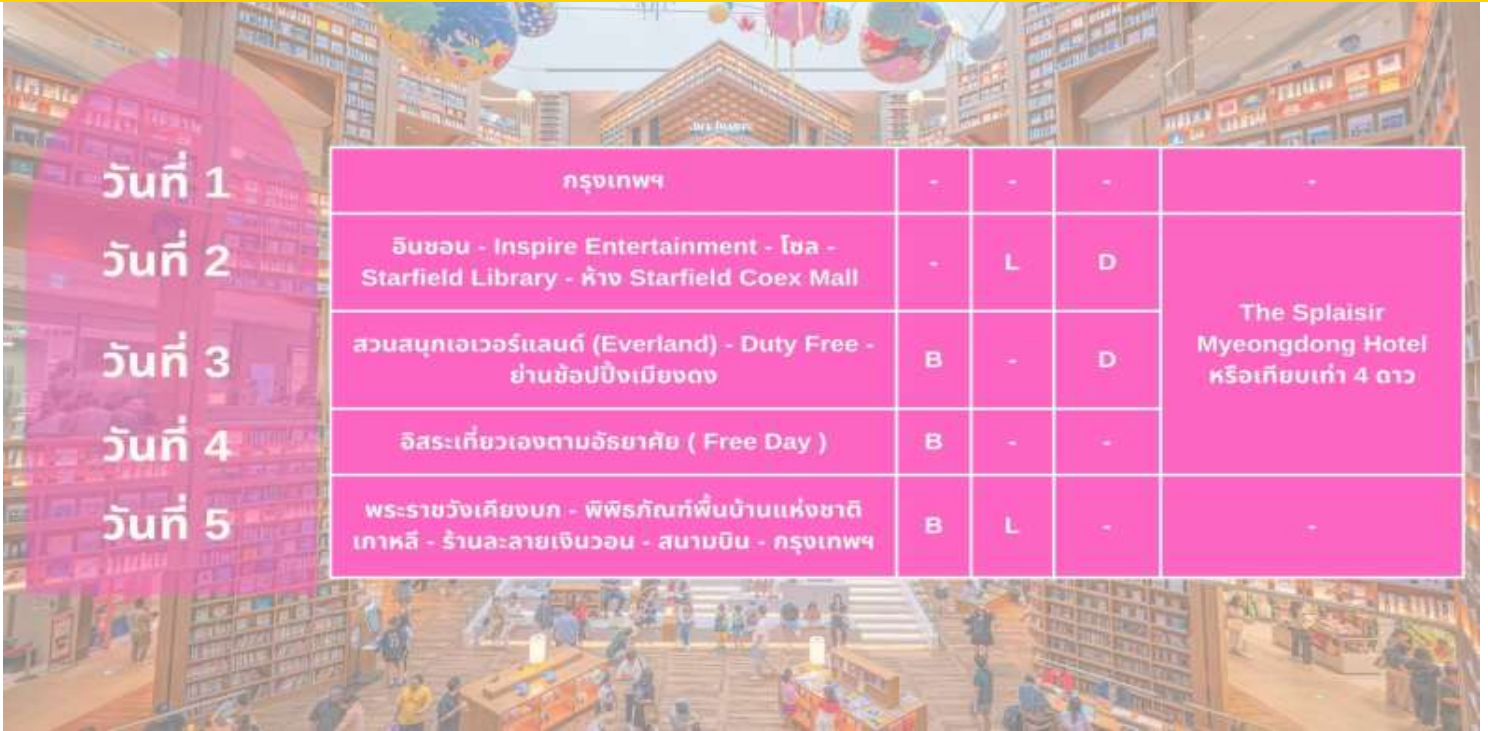 วันที่ 1
กรุงเทพฯ
-
-
-
-
วันที่ 2
อินชอน - Inspire Entertainment - โซล -
Starfield Library - ห้าง Starfield Coex Mall
-
L
D
The Splaisir
Myeongdong Hotel
หรือเทียบเท่า 4 ดาว
วันที่ 3
สวนสนุกเอเวอร์แลนด์ (Everland) - Duty Free -
ย่านช้อปปิ้งเมียงดง
B
-
D
วันที่ 4
อิสระเที่ยวเองตามอัธยาศัย ( Free Day )
B
-
-
วันที่ 5
พระราชวังเคียงบก - พิพิธภัณฑ์พื้นบ้านแห่งชาติ
เกาหลี - ร้านละลายเงินวอน - สนามบิน - กรุงเทพฯ
B
L
-
-